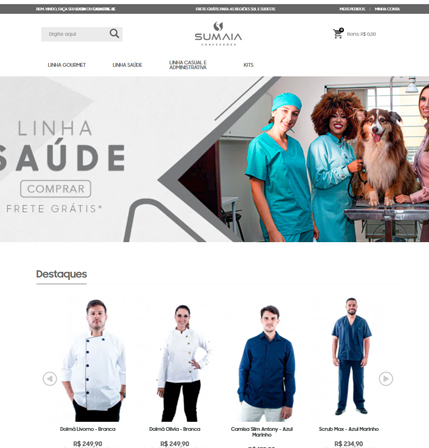 BEM-VINDO, FAÇA SEU LOGIN OU CADASTRE-SE
FRETE GRÁTIS PARA AS REGIÕES SUL E SUDESTE
MEUS PEDIDOS | MINHA CONTA
Digite aqui
SUMAIA
CONFECÇÕES
0
Itens: R$ 0,00
LINHA GOURMET
LINHA SAÚDE
LINHA CASUAL E
ADMINISTRATIVA
KITS
LINHA
SAÚDE
COMPRAR
FRETE GRÁTIS*
Destaques
Dolmã Livorno - Branca
R$ 249,90
Dolmã Olívia - Branca
R$ 249,90
Camisa Slim Antony - Azul
Marinho
Scrub Max - Azul Marinho
R$ 234,90